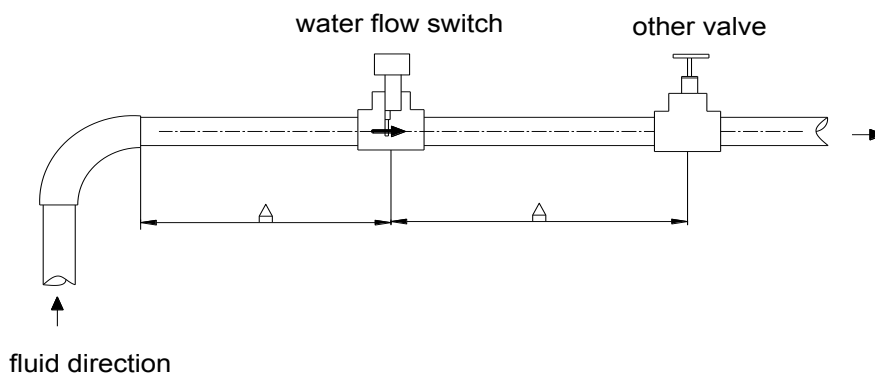 water flow switch
other valve
fluid direction